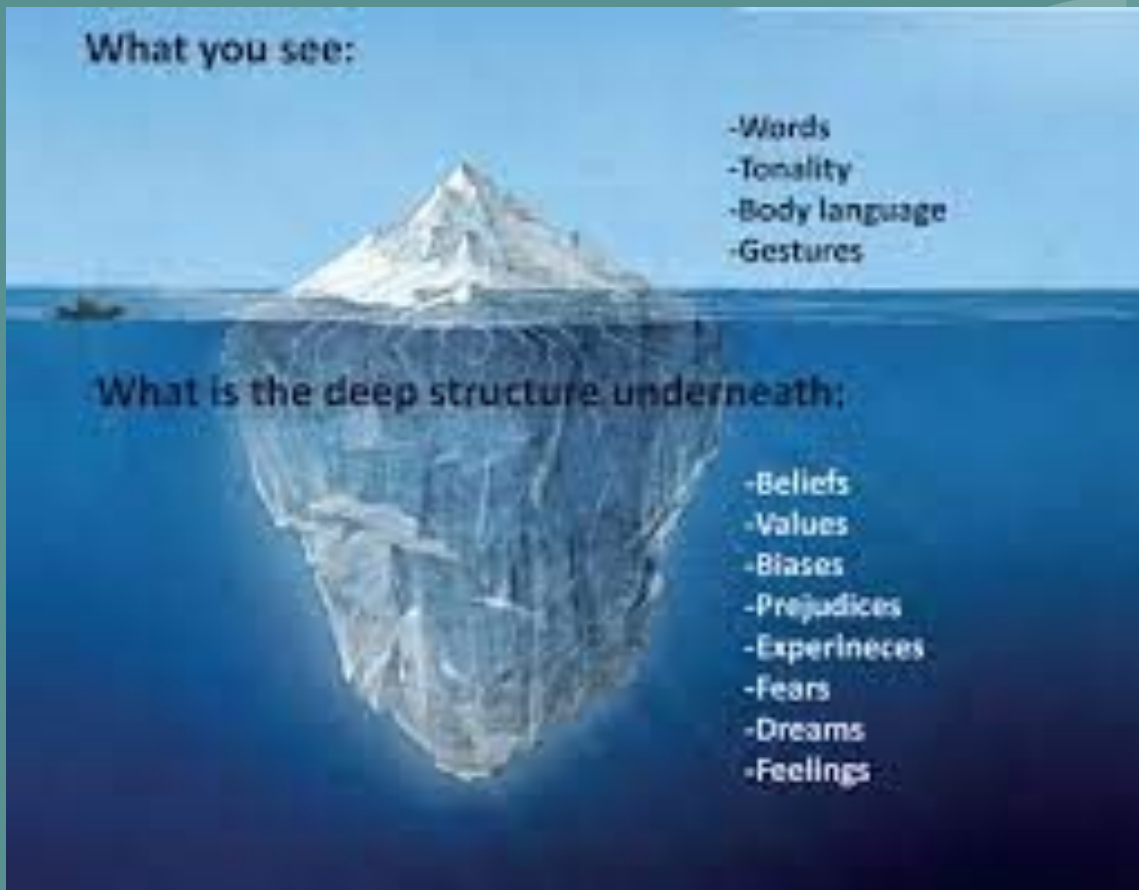 What you see:
-Words
-Tonality
-Body language
-Gestures
What is the deep structure underneath:
-Beliefs
-Values
-Biases
-Prejudices
-Experineces
-Fears
-Dreams
-Feelings